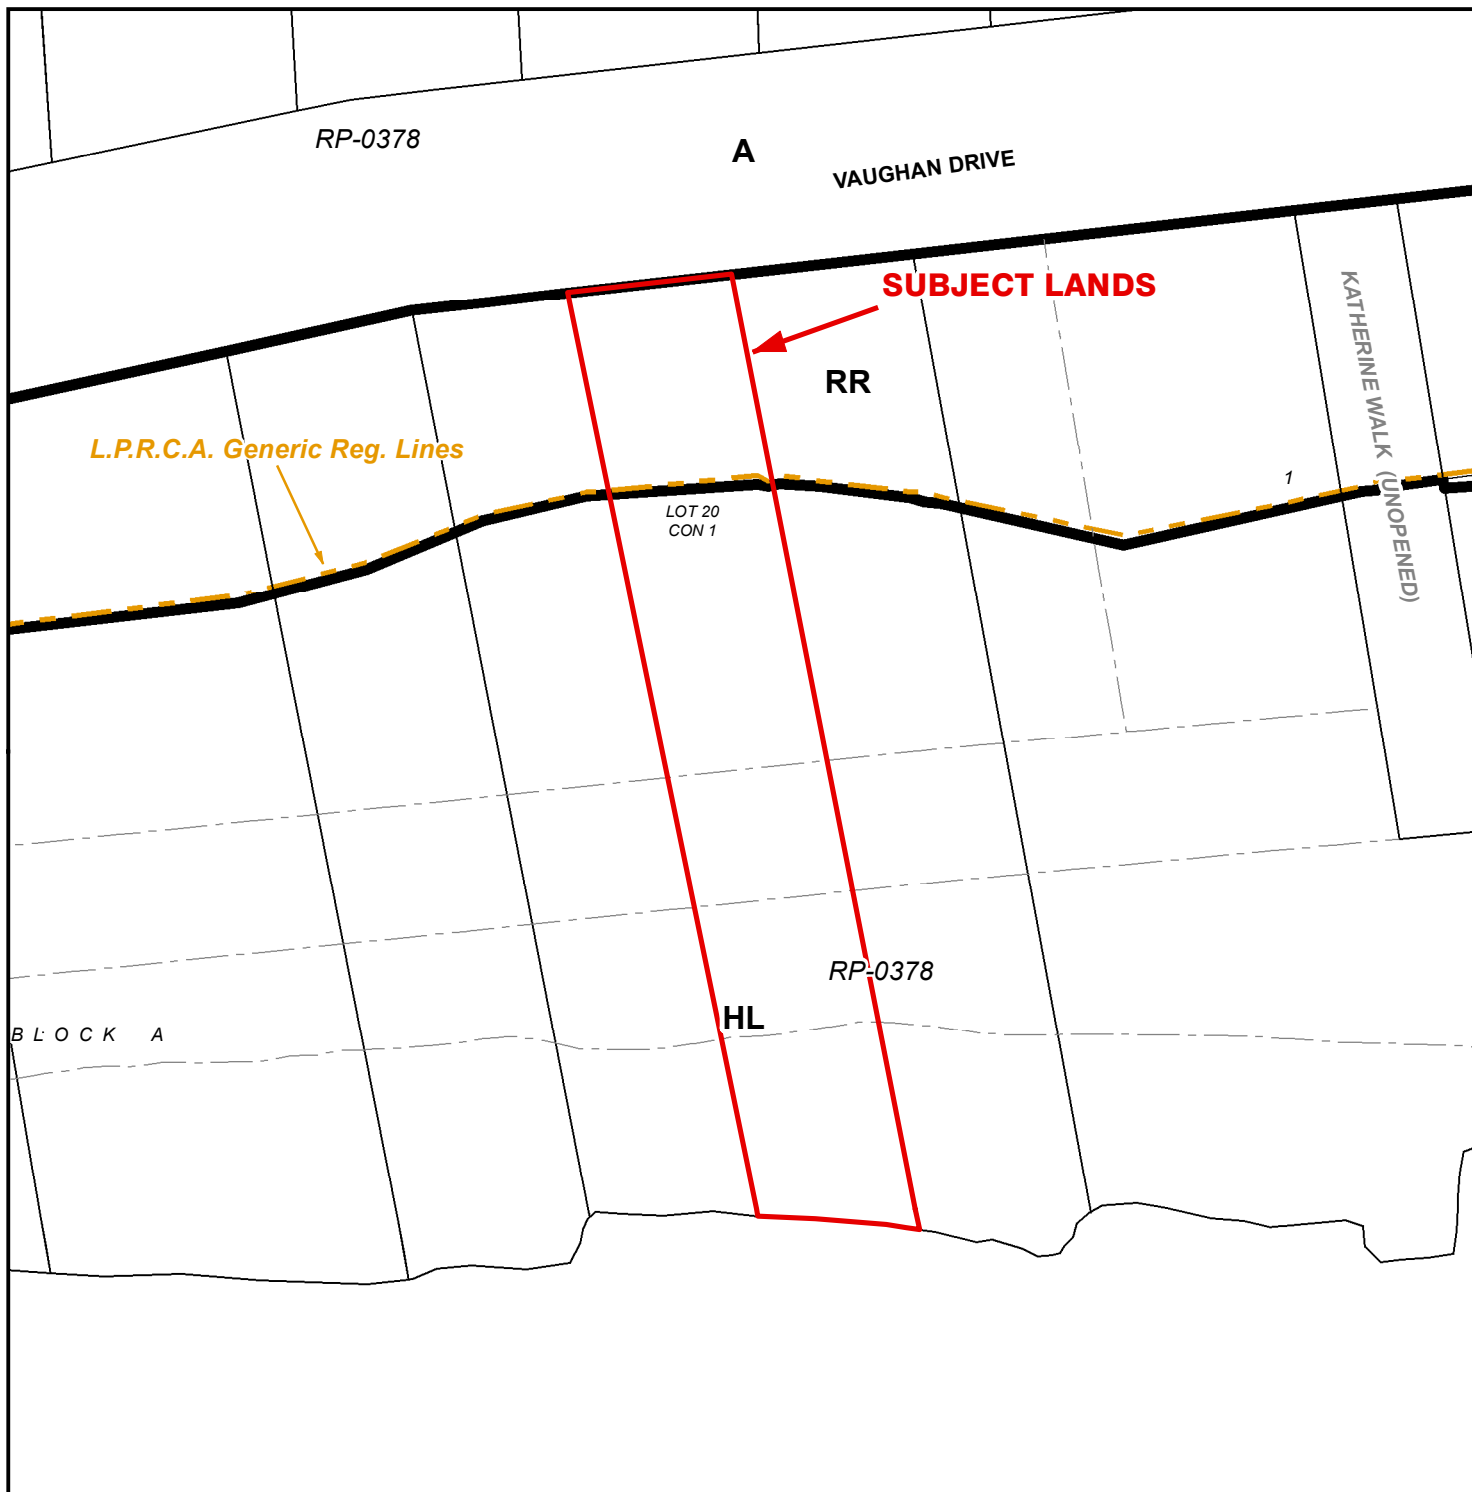 RP-0378
A
VAUGHAN DRIVE
SUBJECT LANDS
RR
KATHERINE WALK (UNOPENED)
L.P.R.C.A. Generic Reg. Lines
1
LOT 20
CON 1
RP-0378
HL
BLOCK A